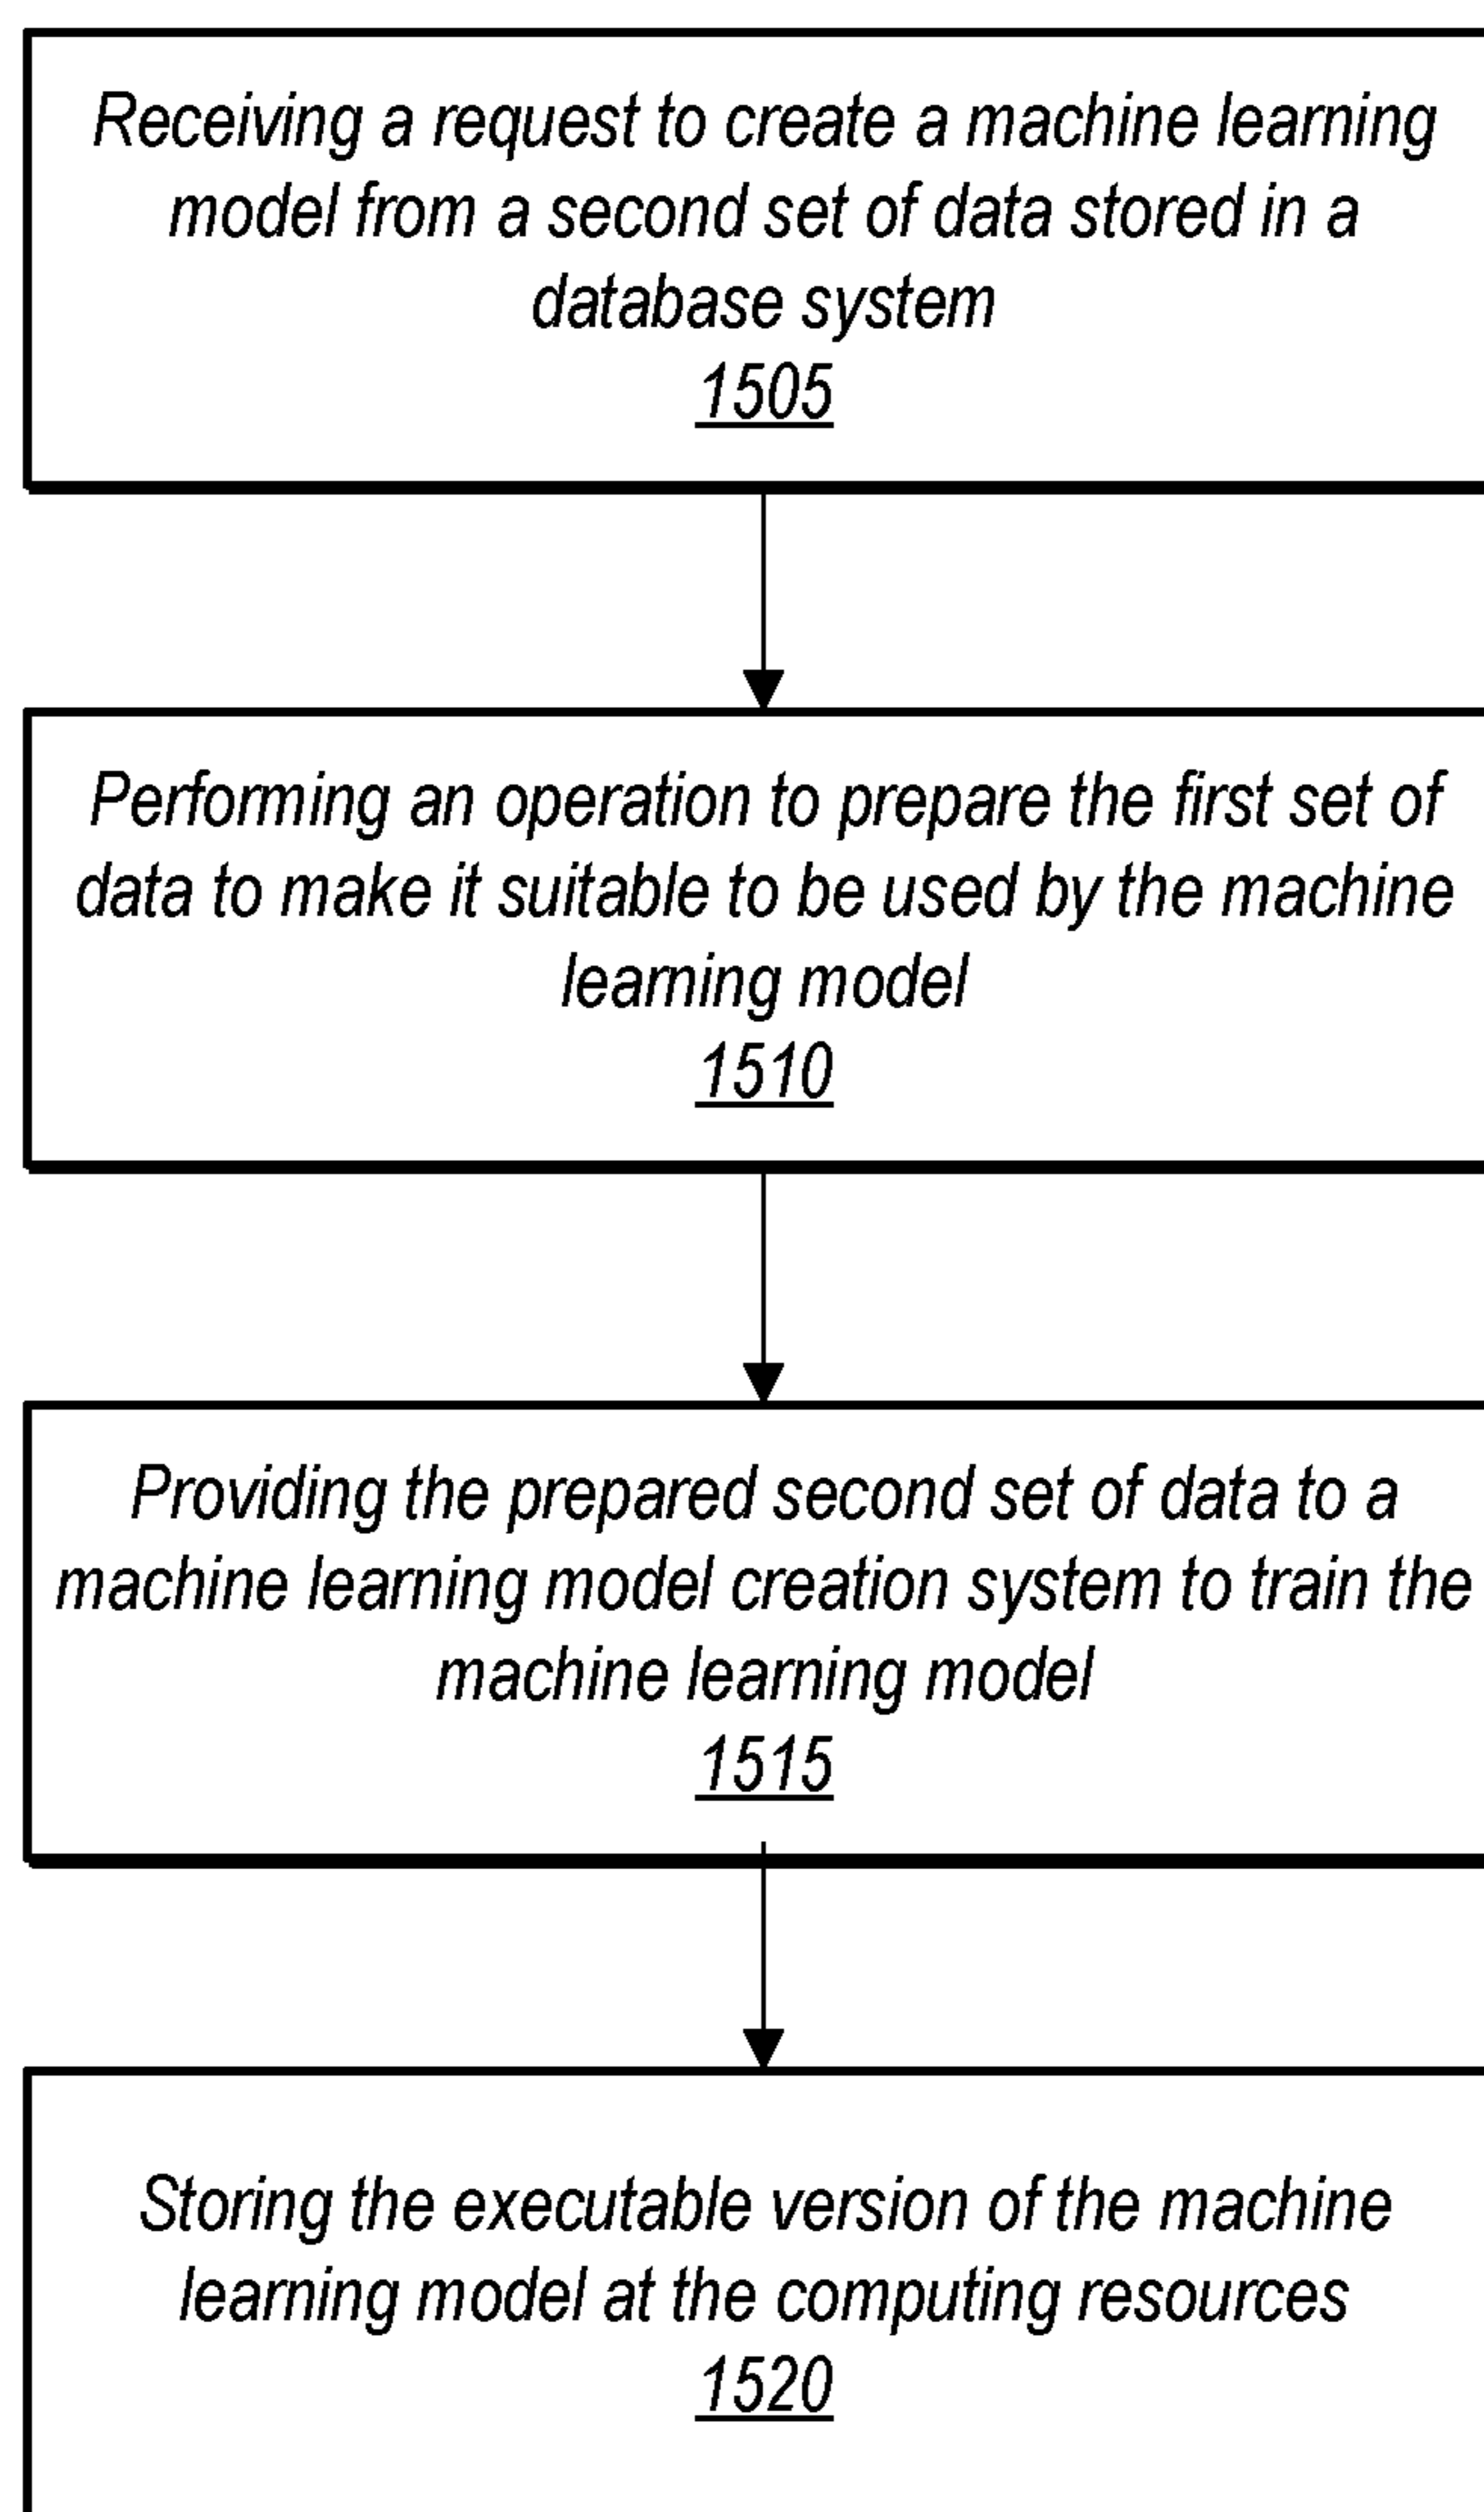 Receiving a request to create a machine learning
model from a second set of data stored in a
database system
1505
Performing an operation to prepare the first set of
data to make it suitable to be used by the machine
learning model
1510
Providing the prepared second set of data to a
machine learning model creation system to train the
machine learning model
1515
Storing the executable version of the machine
learning model at the computing resources
1520